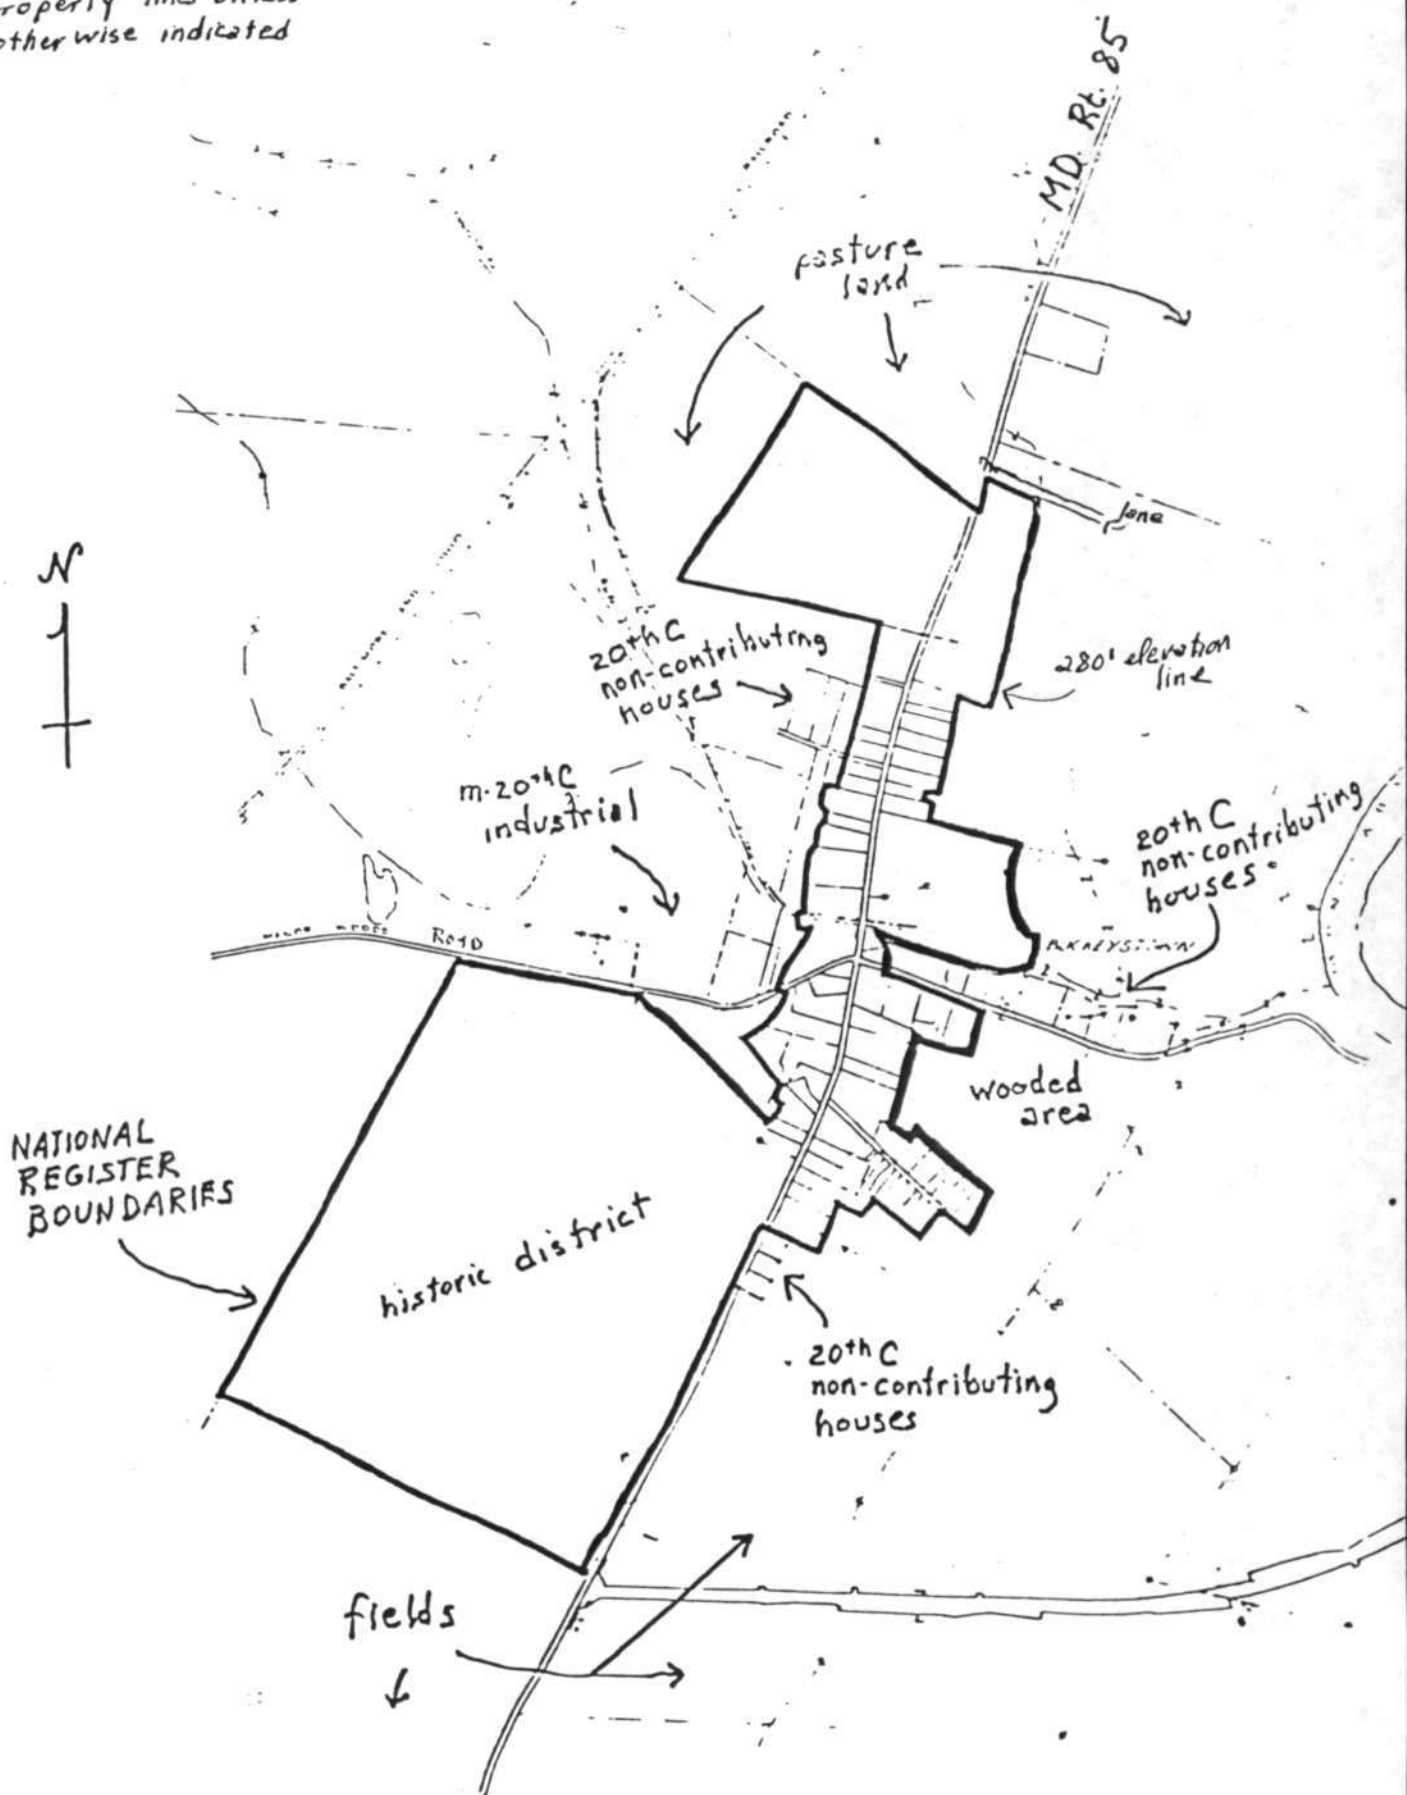 otherwise indicated
MD. Rt. 85
pasture
land
lane
N
20th C
non-contributing
houses
280' elevation
line
m-20th C
industrial
20th C
non-contributing
houses
ROAD
wooded
area
NATIONAL
REGISTER
BOUNDARIES
historic district
20th C
non-contributing
houses
fields